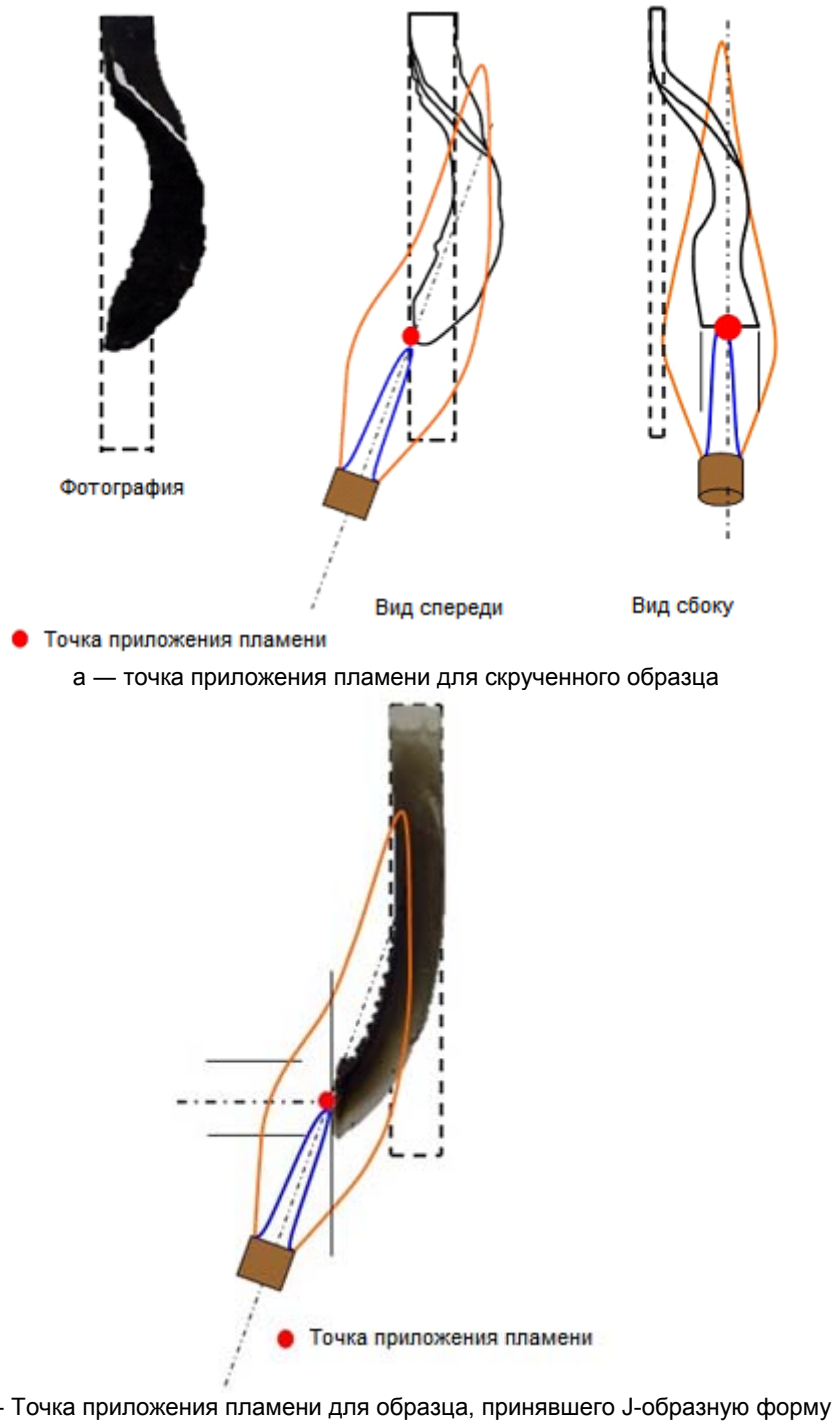 Фотография
Вид спереди
Вид сбоку
Точка приложения пламени
а — точка приложения пламени для скрученного образца
Точка приложения пламени
- Точка приложения пламени для образца, принявшего J-образную форму